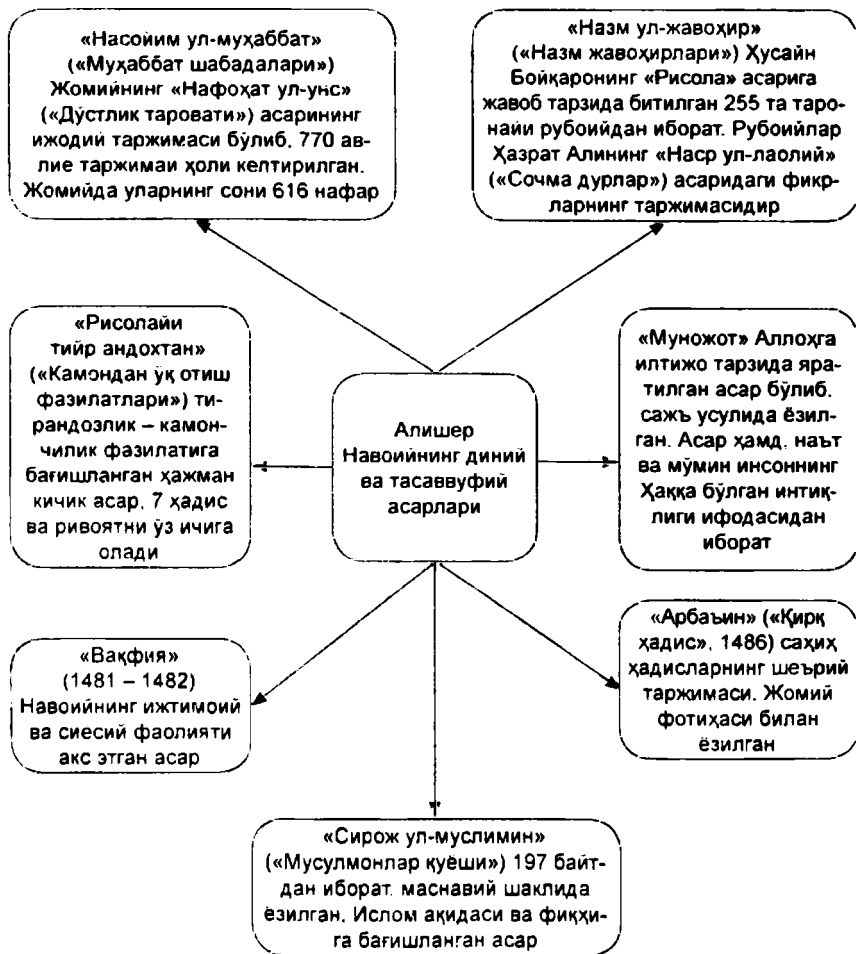 «Насойим ул-муҳаббат»
(«Муҳаббат шабадалари»)
Жомийнинг «Нафоҳат ул-унс»
(«Дўстлик таровати») асарининг
ижодий таржимаси бўлиб, 770 ав-
лие таржимаи ҳоли келтирилган.
Жомийда уларнинг сони 616 нафар
«Назм ул-жавоҳир»
(«Назм жавоҳирлари») Ҳусайн
Бойқаронинг «Рисола» асарига
жавоб тарзида битилган 255 та таро-
найи рубоийдан иборат. Рубоийлар
Ҳазрат Алининг «Наср ул-лаолий»
(«Сочма дурлар») асаридаги фикр-
ларнинг таржимасидир
«Рисолайи
тийр андохтан»
(«Камондан ўқ отиш
фазилатлари») ти-
рандозлик – камон-
чилик фазилатига
бағишланган ҳажман
кичик асар, 7 ҳадис
ва ривоятни ўз ичига
олади
Алишер
Навоийнинг диний
ва тасаввуфий
асарлари
«Муножот» Аллоҳга
илтижо тарзида яра-
тилган асар бўлиб,
сажъ усулида ёзил-
ган. Асар ҳамд, наът
ва мўмин инсоннинг
Ҳаққа бўлган интиқ-
лиги ифодасидан
иборат
«Вақфия»
(1481 – 1482)
Навоийнинг ижтимоий
ва сиесий фаолияти
акс этган асар
«Арбаъин» («Қирқ
ҳадис», 1486) саҳиҳ
ҳадисларнинг шеърий
таржимаси. Жомий
фотиҳаси билан
ёзилган
«Сирож ул-муслимин»
(«Мусулмонлар қуёши») 197 байт-
дан иборат, маснавий шаклида
ёзилган, Ислом ақидаси ва фиқҳи-
га бағишланган асар